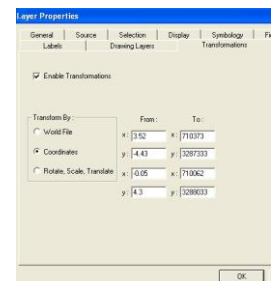 Layer Properties
General Source Selection Display Symbology Fi
Labels Drawing Layers Transformations
Enable Transformations
Transform By: From: To:
World File x: 3.52 x: 710373
Coordinates y: -4.43 y: 3287333
Rotate, Scale, Translate x: -0.05 x: 710062
y: 4.3 y: 3288033
OK